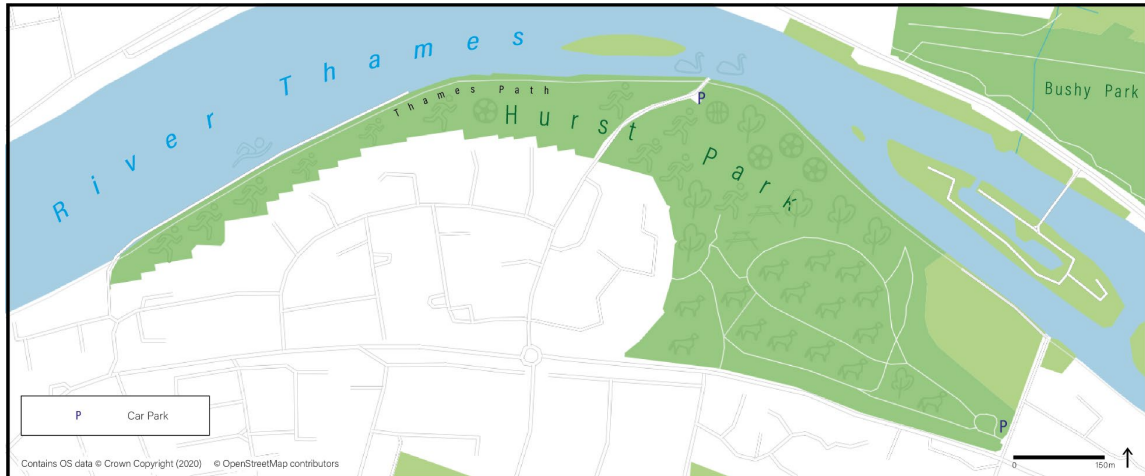 River Thames
Thames Path
Hurst Park
Bushy Park
P
P
P Car Park
Contains OS data © Crown Copyright (2020) © OpenStreetMap contributors
0 150m